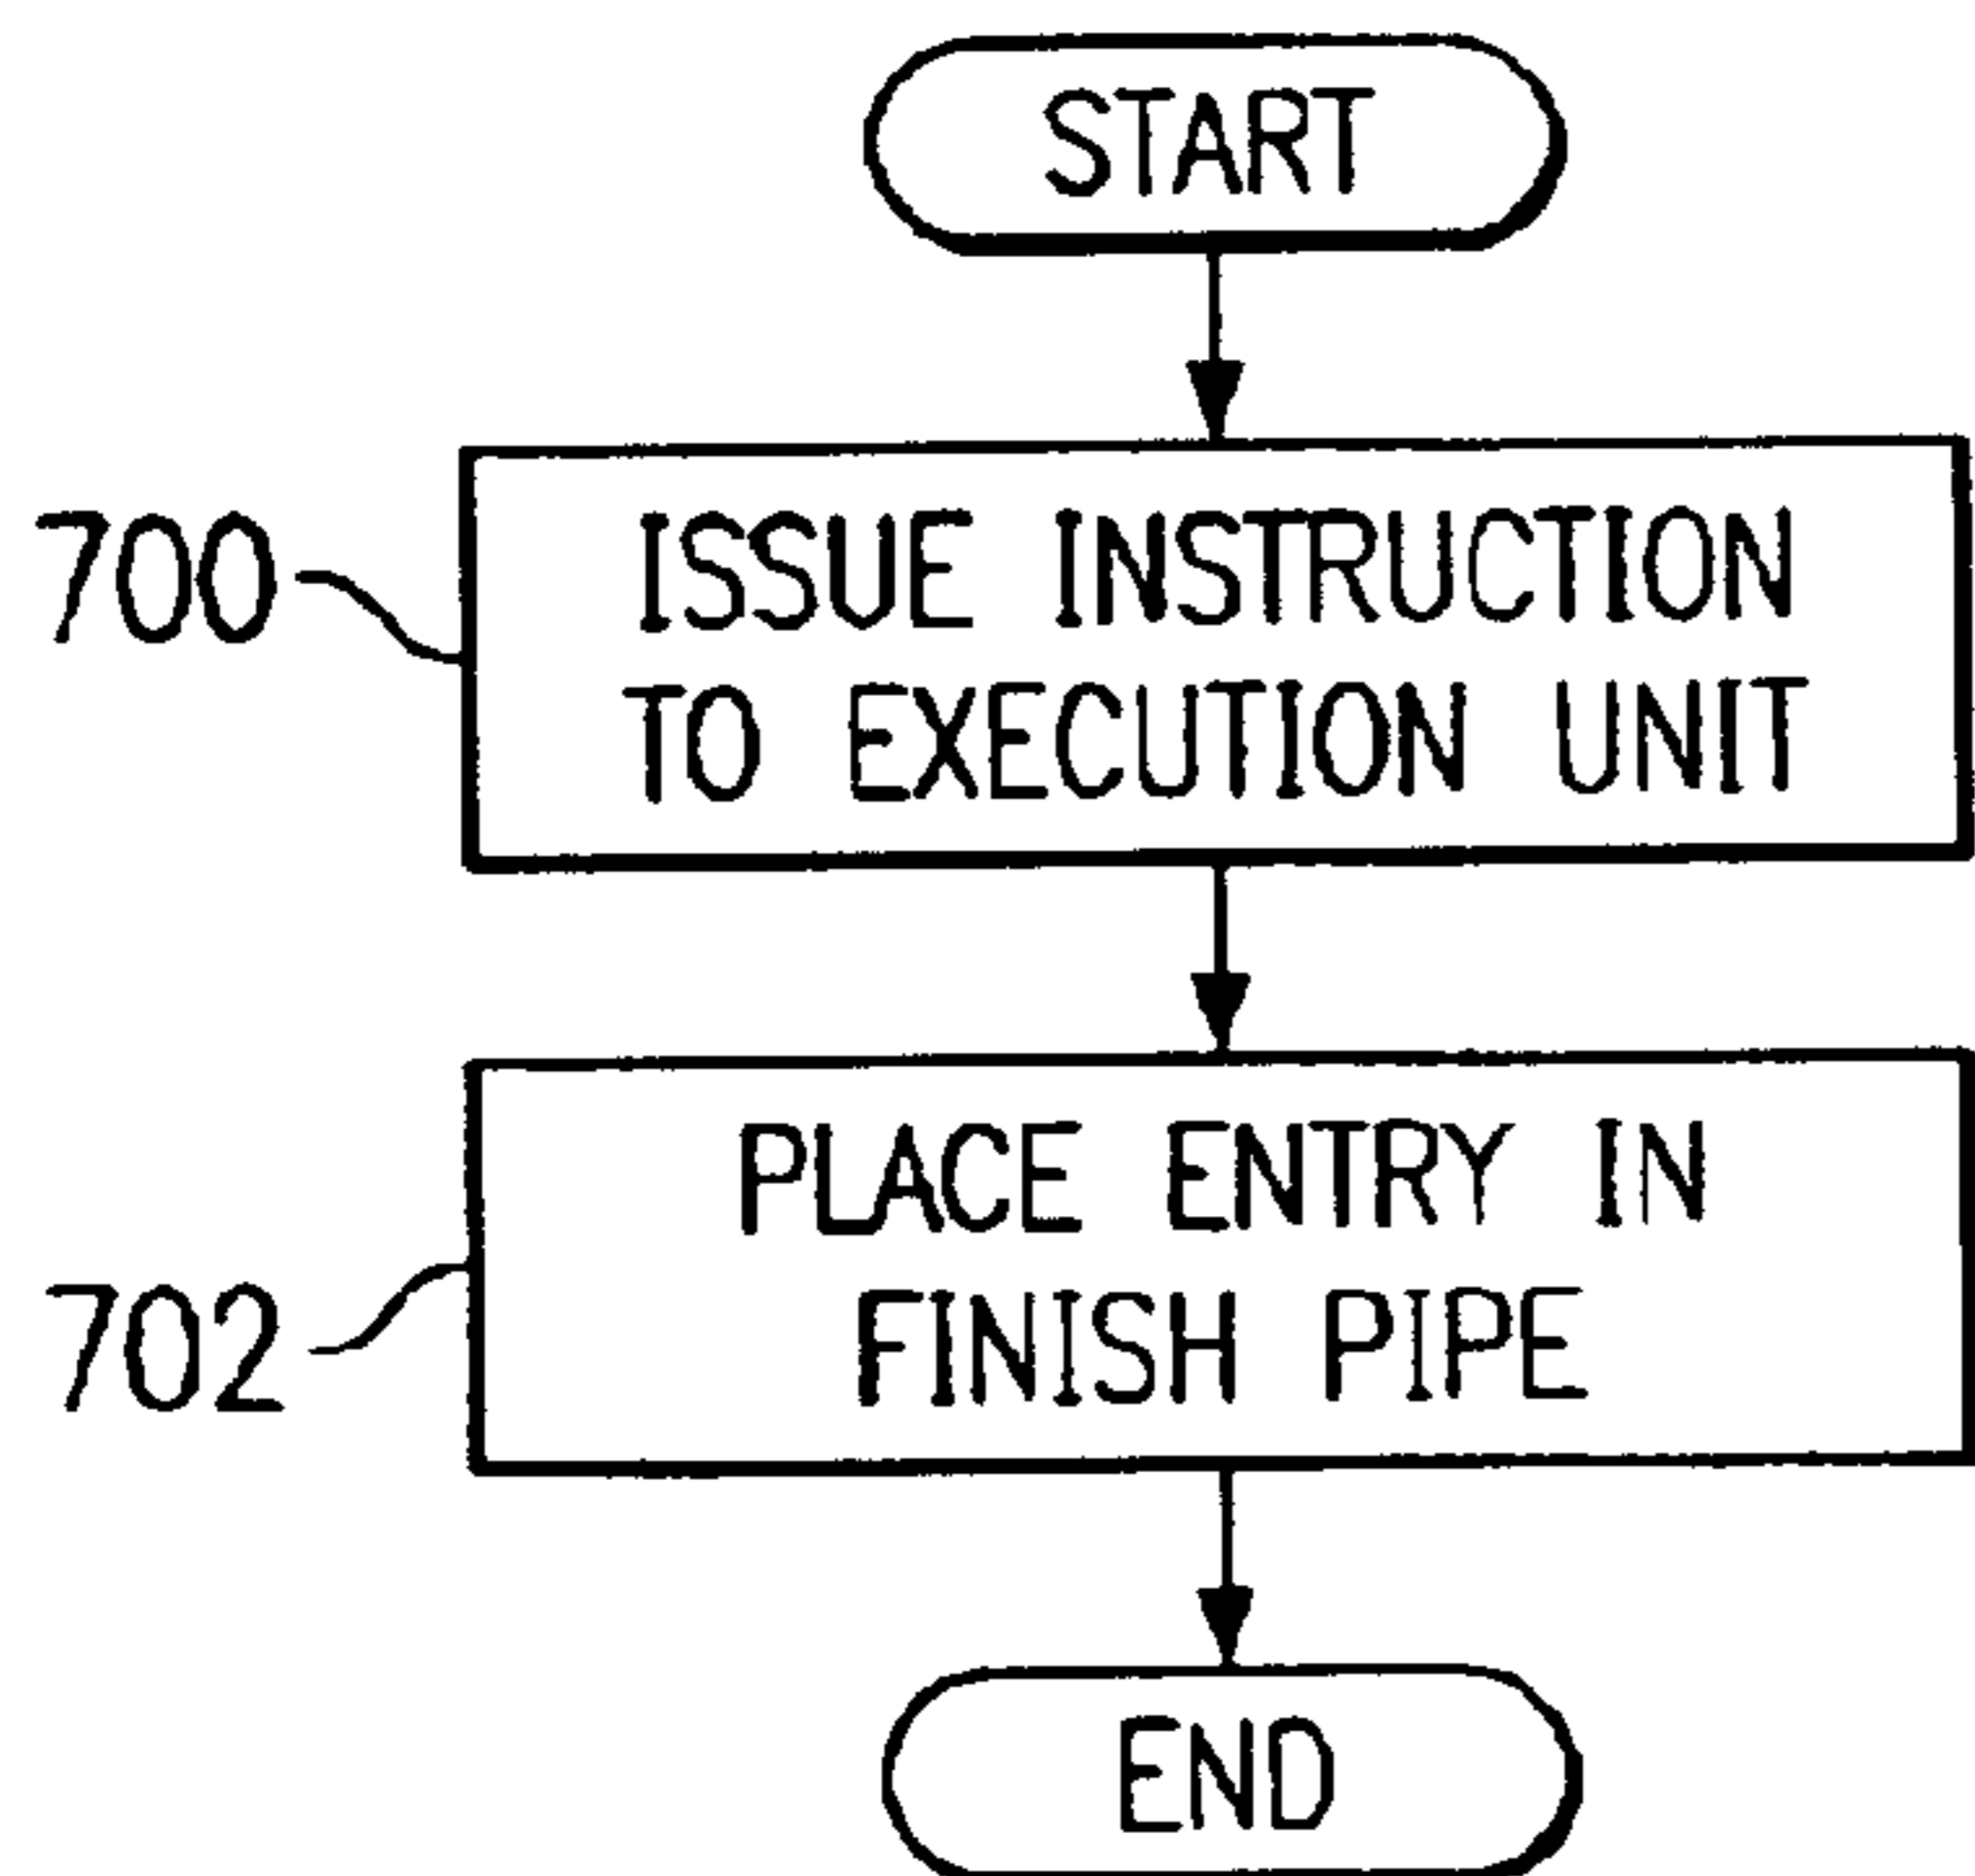 START
700
ISSUE INSTRUCTION
TO EXECUTION UNIT
PLACE ENTRY IN
702
FINISH PIPE
END